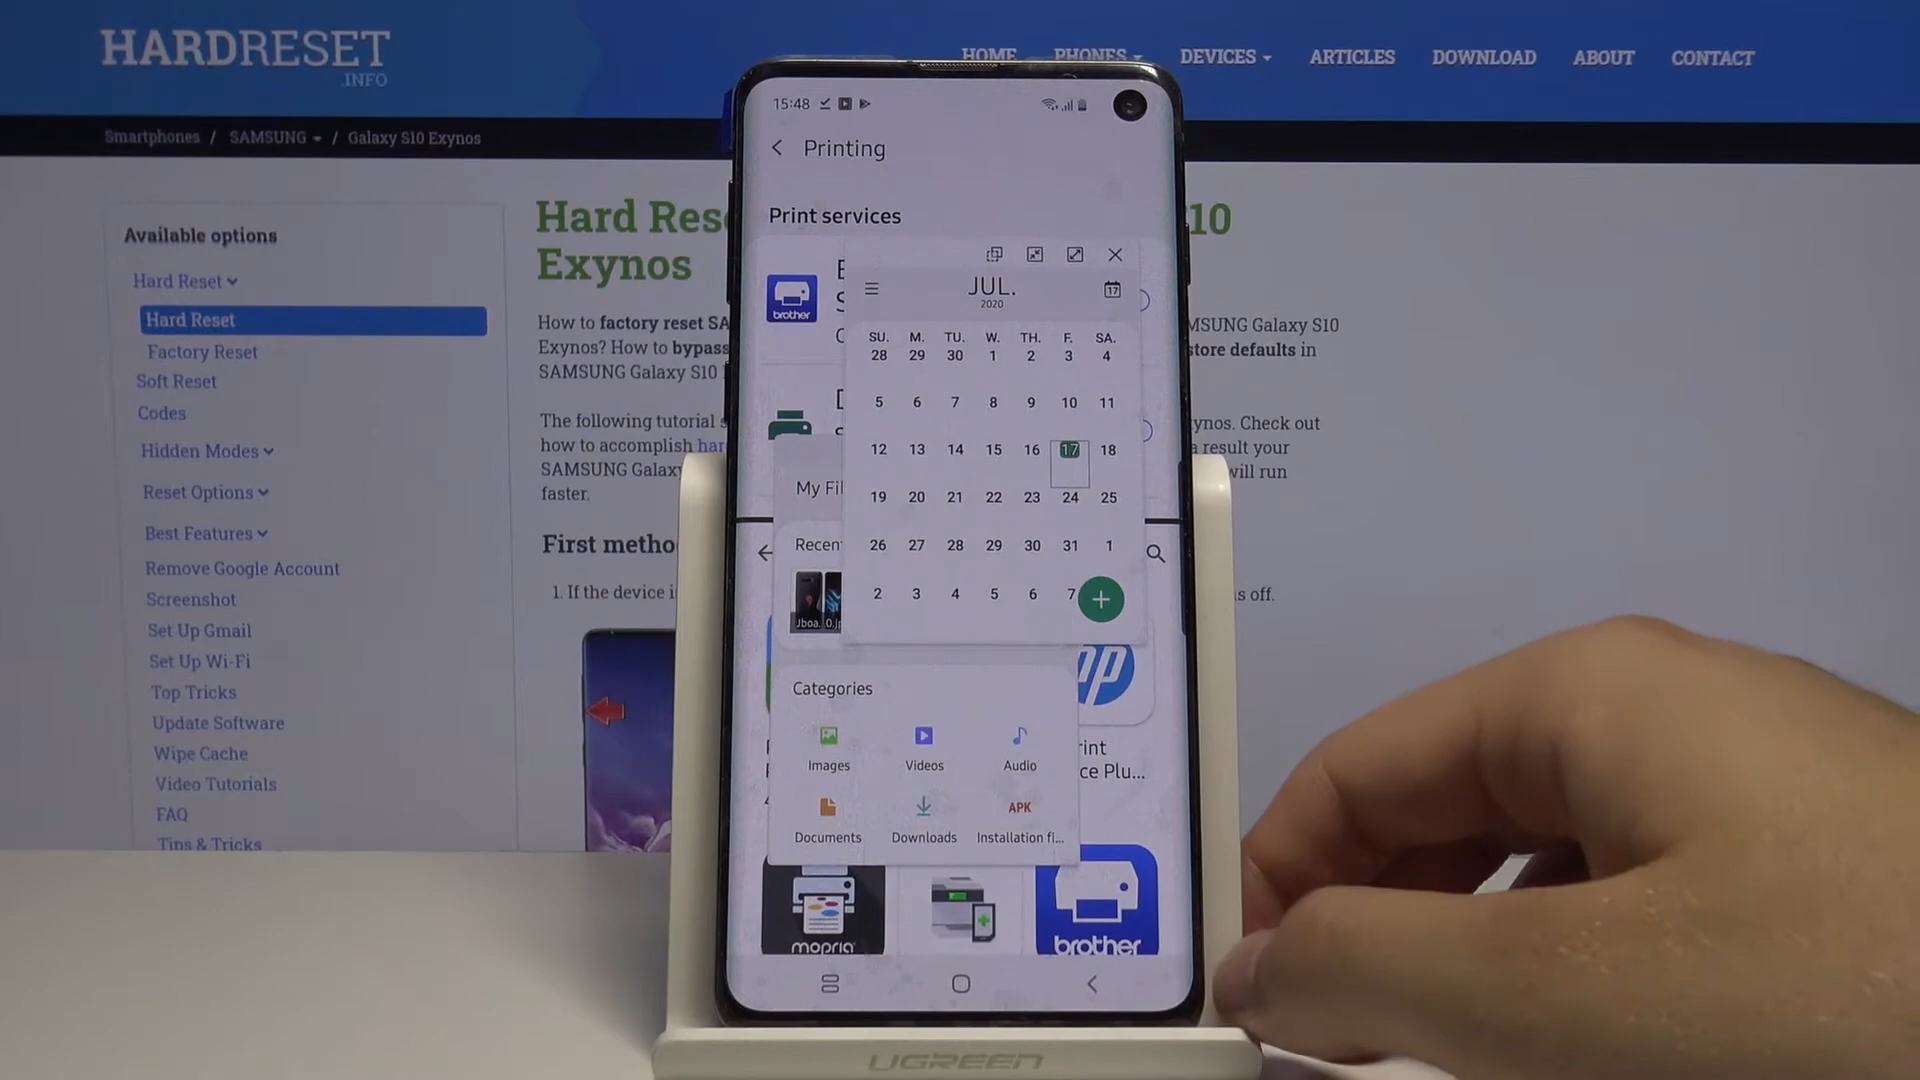 HARDRESET
.INFO
HOME PHONES DEVICES ARTICLES DOWNLOAD ABOUT CONTACT
Smartphones / SAMSUNG / Galaxy S10 Exynos
Available options
Hard Reset
Hard Reset
Factory Reset
Soft Reset
Codes
Hidden Modes
Reset Options
Best Features
Remove Google Account
Screenshot
Set Up Gmail
Set Up Wi-Fi
Top Tricks
Update Software
Wipe Cache
Video Tutorials
FAQ
Tips & Tricks
Hard Rese S10
Exynos
How to factory reset SA MSUNG Galaxy S10
Exynos? How to bypass store defaults in
SAMSUNG Galaxy S10
The following tutorial s ynos. Check out
how to accomplish har a result your
SAMSUNG Galaxy will run
faster.
First metho
1. If the device i s off.
15:48
Printing
Print services
brother
JUL.
2020
17
SU. M. TU. W. TH. F. SA.
28 29 30 1 2 3 4
5 6 7 8 9 10 11
12 13 14 15 16 17 18
19 20 21 22 23 24 25
26 27 28 29 30 31 1
2 3 4 5 6 7
My Fil
Recen
Jboa. 0.jp
hp
Categories
Images Videos Audio
Documents Downloads APK Installation fi...
rint
ce Plu...
mopria
brother
UGREEN